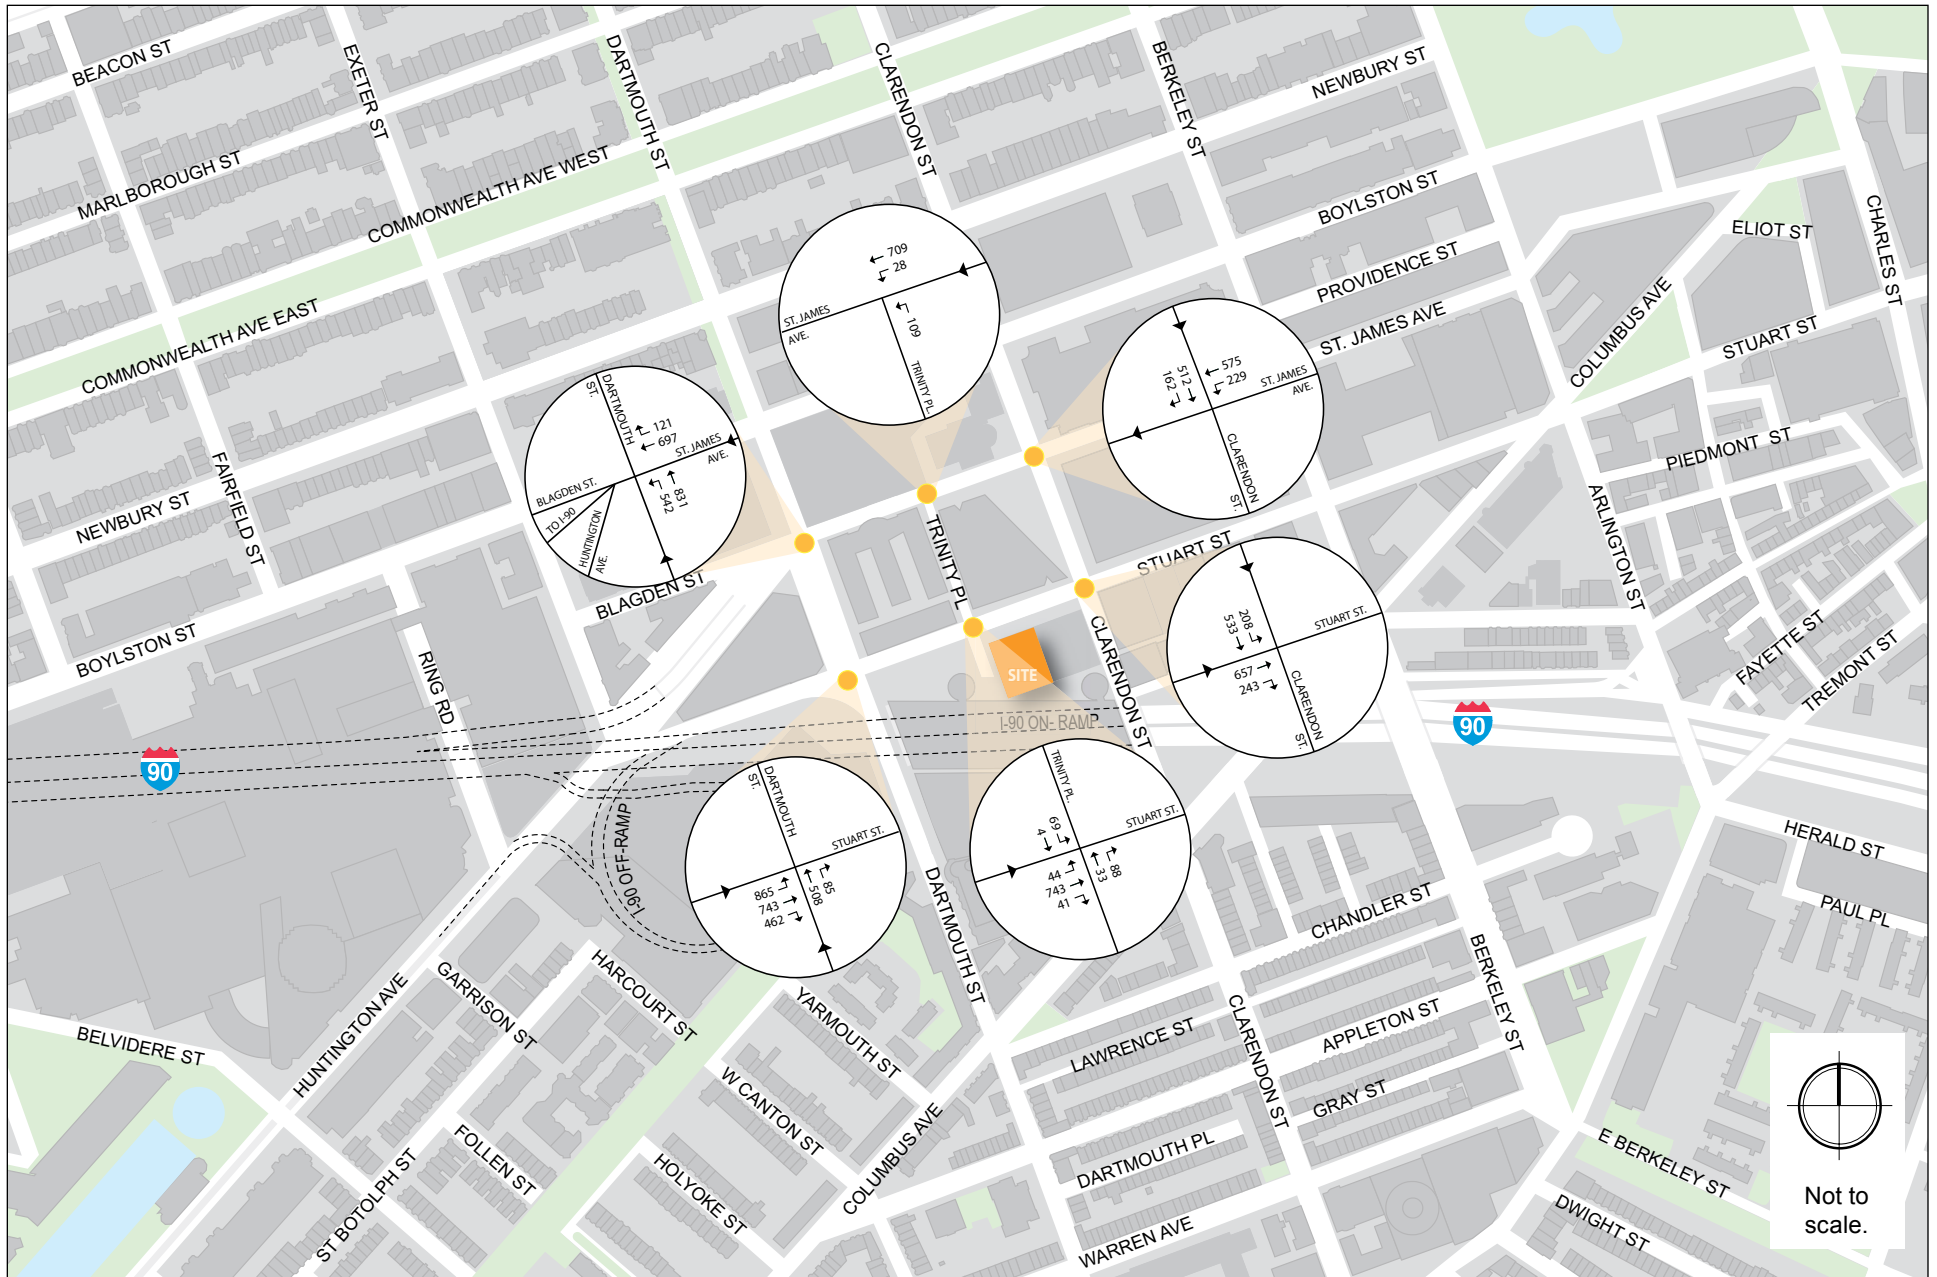 BEACON ST
EXETER ST
DARTMOUTH ST
CLARENDON ST
BERKELEY ST
NEWBURY ST
MARLBOROUGH ST
COMMONWEALTH AVE WEST
BOYLSTON ST
CHARLES ST
ELIOT ST
PROVIDENCE ST
COLUMBUS AVE
COMMONWEALTH AVE EAST
ST. JAMES AVE
STUART ST
709
28
109
ST. JAMES
AVE.
TRINITY PL.
575
229
512
162
ST. JAMES
AVE.
CLARENDON
ST.
DARTMOUTH
ST.
121
697
ST. JAMES
AVE.
831
542
BLAGDEN ST.
TO I-90
HUNTINGTON
AVE.
NEWBURY ST
FAIRFIELD ST
PIEDMONT ST
ARLINGTON ST
TRINITY PL
STUART ST
BLAGDEN ST
BOYLSTON ST
RING RD
CLARENDON ST
SITE
I-90 ON- RAMP
208
533
657
243
STUART ST.
CLARENDON
ST.
FAYETTE ST
TREMONT ST
90
90
DARTMOUTH
ST.
STUART ST.
865
743
462
508
85
TRINITY PL.
STUART ST.
69
4
44
743
41
33
88
I-90 OFF-RAMP
HERALD ST
PAUL PL
CHANDLER ST
DARTMOUTH ST
BERKELEY ST
HUNTINGTON AVE
GARRISON ST
HARCOURT ST
YARMOUTH ST
LAWRENCE ST
CLARENDON ST
APPLETON ST
GRAY ST
BELVIDERE ST
W CANTON ST
COLUMBUS AVE
FOLLEN ST
ST BOTOLPH ST
HOLYOKE ST
DARTMOUTH PL
WARREN AVE
E BERKELEY ST
DWIGHT ST
Not to
scale.